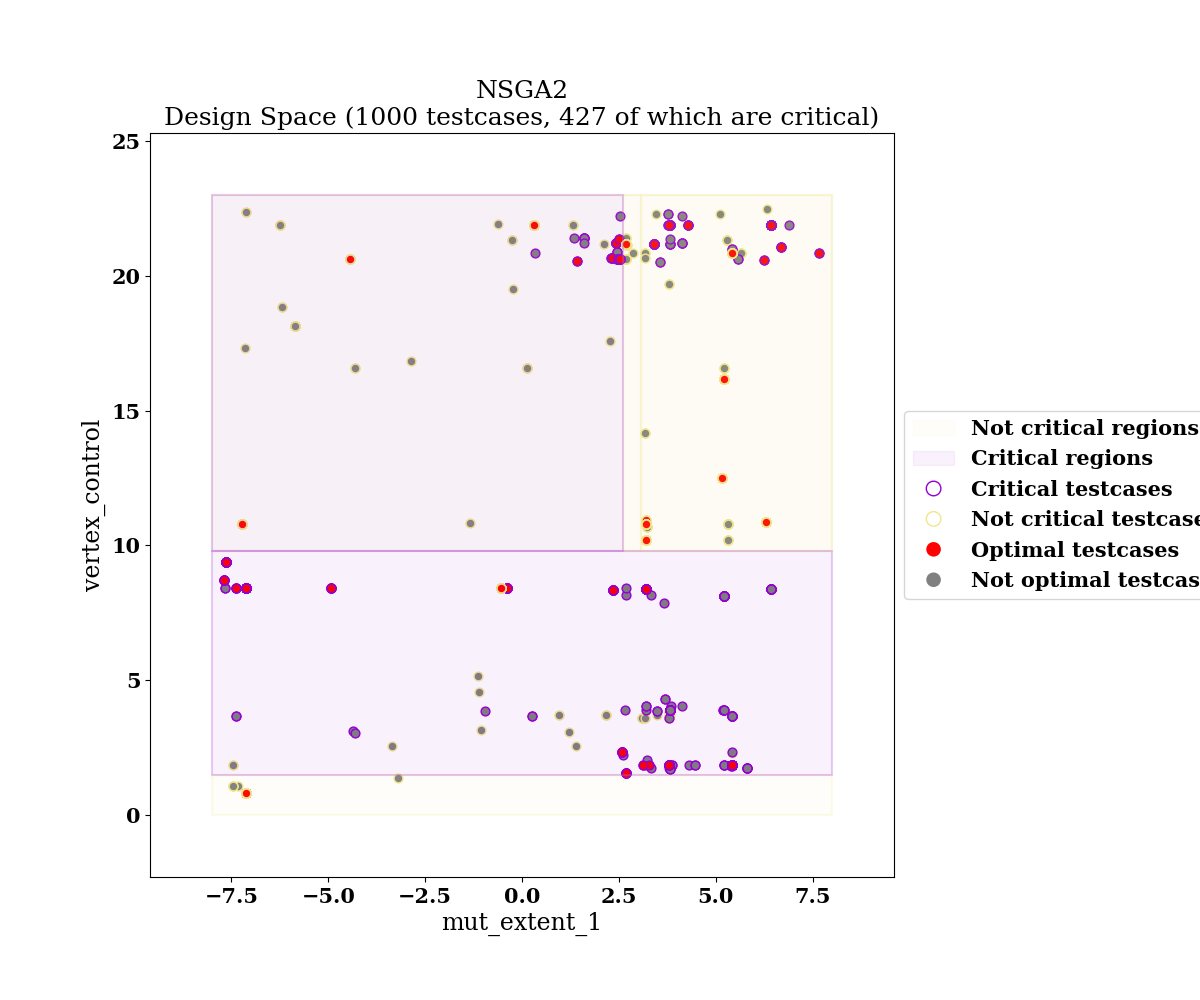 NSGA2
Design Space (1000 testcases, 427 of which are critical)
25
20
15
10
5
0
vertex_control
−7.5 −5.0 −2.5 0.0 2.5 5.0 7.5
mut_extent_1
Not critical regions
Critical regions
Critical testcases
Not critical testcase
Optimal testcases
Not optimal testcas